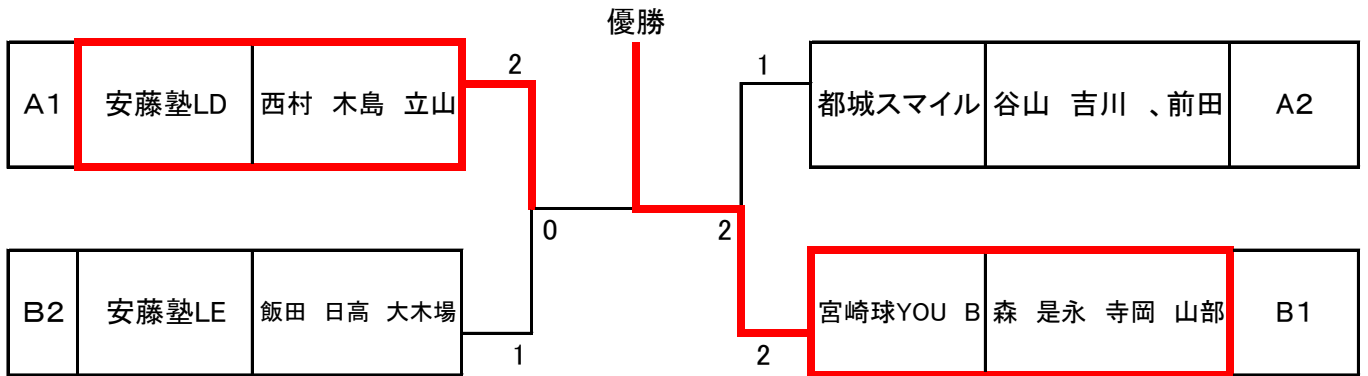 優勝
A1 安藤塾LD 西村 木島 立山 2
1 都城スマイル 谷山 吉川 、前田 A2
0 2
B2 安藤塾LE 飯田 日高 大木場 1
2 宮崎球YOU B 森 是永 寺岡 山部 B1